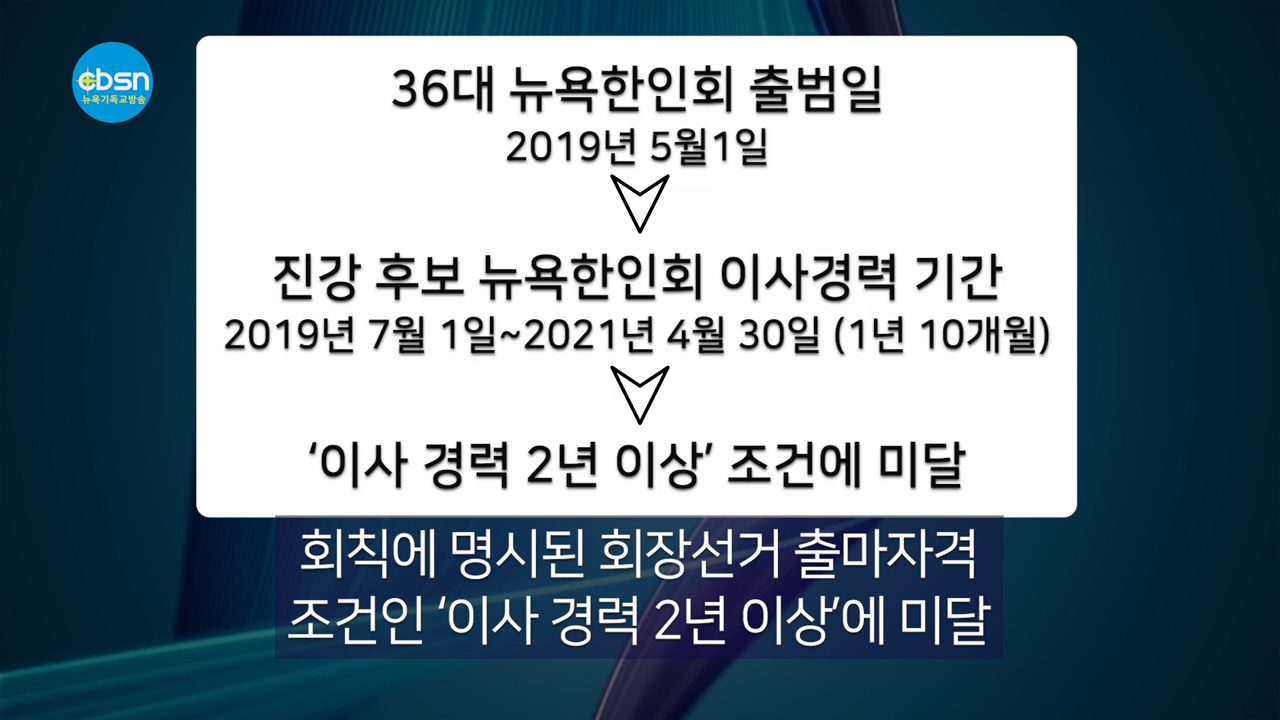 cbsn
뉴욕기독교방송
36대 뉴욕한인회 출범일
2019년 5월1일
진강 후보 뉴욕한인회 이사경력 기간
2019년 7월 1일~2021년 4월 30일 (1년 10개월)
‘이사 경력 2년 이상’ 조건에 미달
회칙에 명시된 회장선거 출마자격
조건인 ‘이사 경력 2년 이상’에 미달